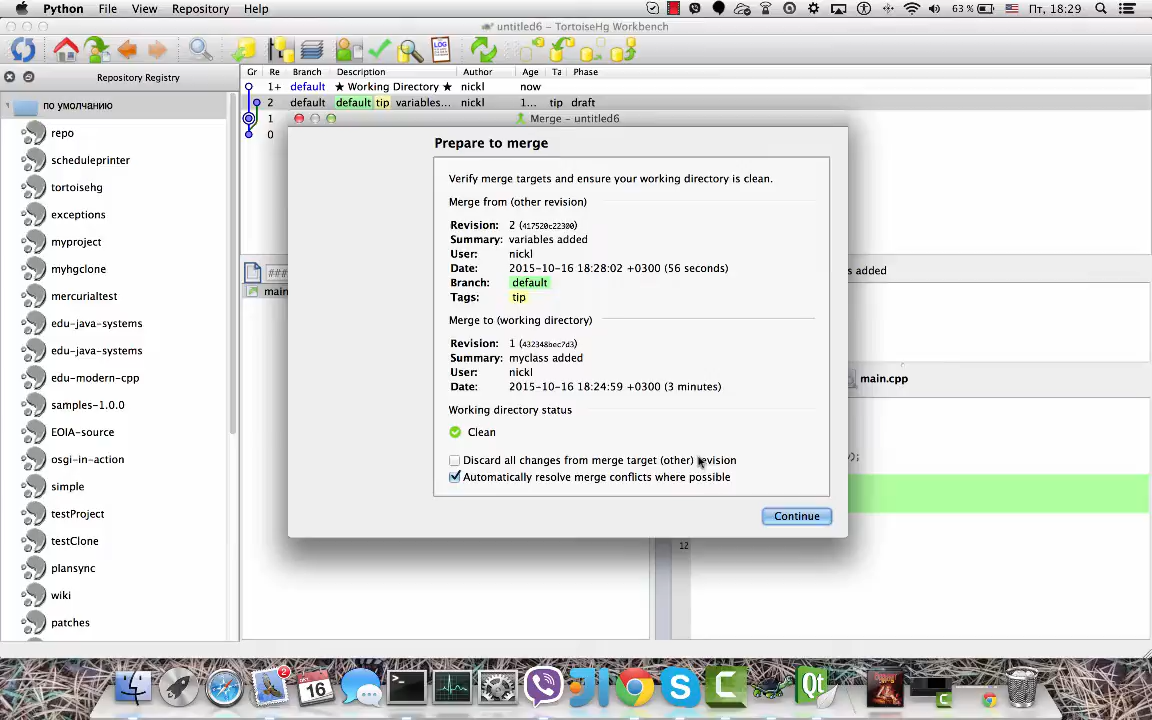 Python File View Repository Help 63 % Пт, 18:29
untitled6 – TortoiseHg Workbench
LOG
Repository Registry
Gr Re Branch Description Author Age Ta Phase
1+ default ★ Working Directory ★ nickl now
по умолчанию
2 default default tip variables... nickl 1... tip draft
1 Merge – untitled6
0
repo
scheduleprinter
tortoisehg
exceptions
myproject
myhgclone
mercurialtest
edu-java-systems
edu-java-systems
edu-modern-cpp
samples-1.0.0
EOIA-source
osgi-in-action
simple
testProject
testClone
plansync
wiki
patches
Prepare to merge
Verify merge targets and ensure your working directory is clean.
Merge from (other revision)
Revision: 2 (417520c22300)
Summary: variables added
User: nickl
Date: 2015-10-16 18:28:02 +0300 (56 seconds)
Branch: default
Tags: tip
Merge to (working directory)
Revision: 1 (432348bec7d3)
Summary: myclass added
User: nickl
Date: 2015-10-16 18:24:59 +0300 (3 minutes)
Working directory status
Clean
Discard all changes from merge target (other) revision
Automatically resolve merge conflicts where possible
Continue
###
main
s added
main.cpp
);
12
2
OCT
16
Qt